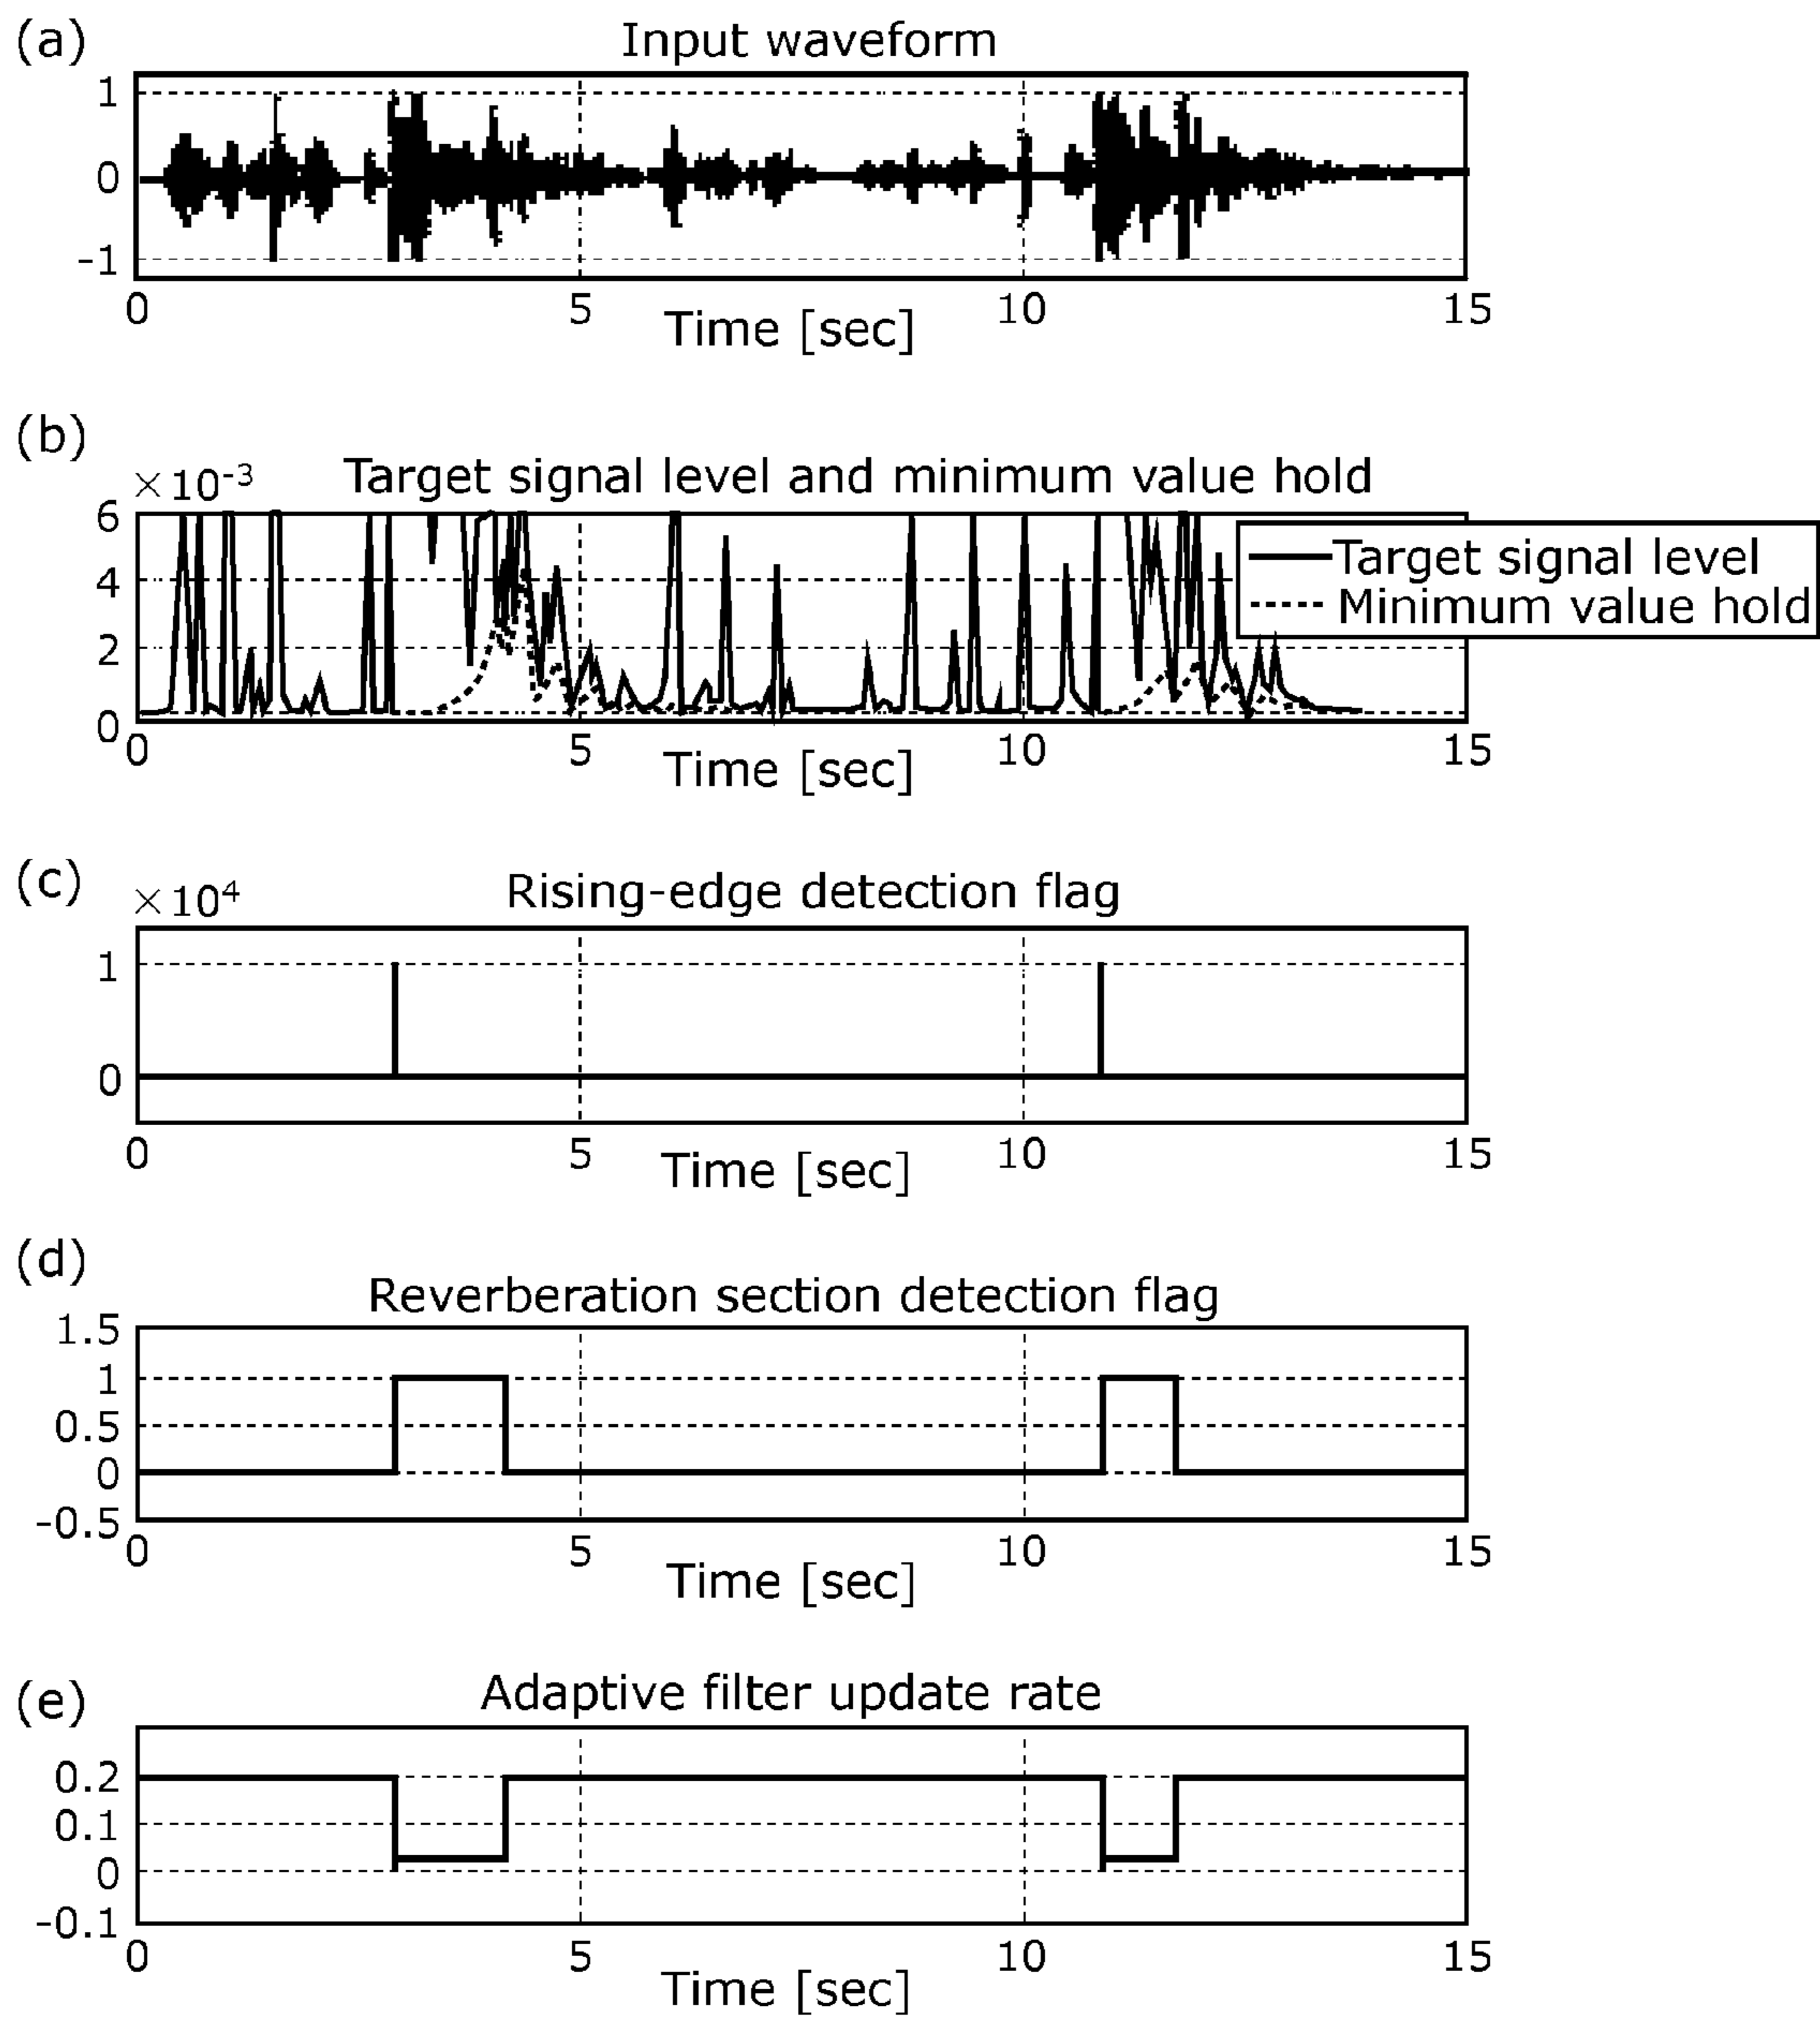 (a)
Input waveform
1
0
-1
0 5 10 15
Time [sec]
(b)
×10-3 Target signal level and minimum value hold
6
4
2
0
Target signal level
Minimum value hold
0 5 10 15
Time [sec]
(c)
×104 Rising-edge detection flag
1
0
0 5 10 15
Time [sec]
(d)
Reverberation section detection flag
1.5
1
0.5
0
-0.5
0 5 10 15
Time [sec]
(e)
Adaptive filter update rate
0.2
0.1
0
-0.1
0 5 10 15
Time [sec]